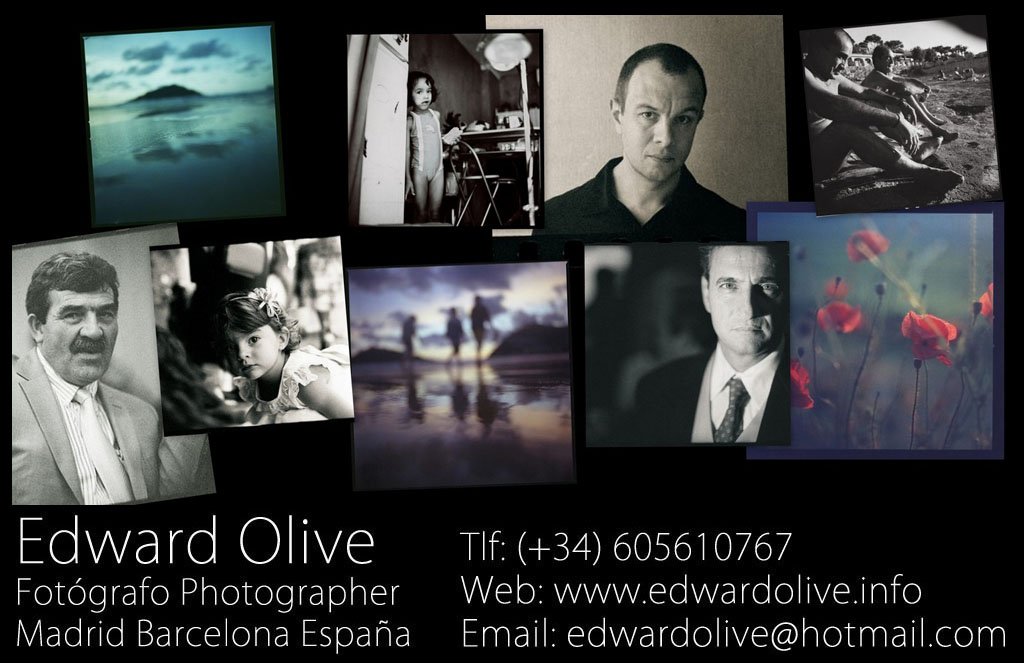 Edward Olive
Fotógrafo Photographer
Madrid Barcelona España
Tlf: (+34) 605610767
Web: www.edwardolive.info
Email: edwardolive@hotmail.com